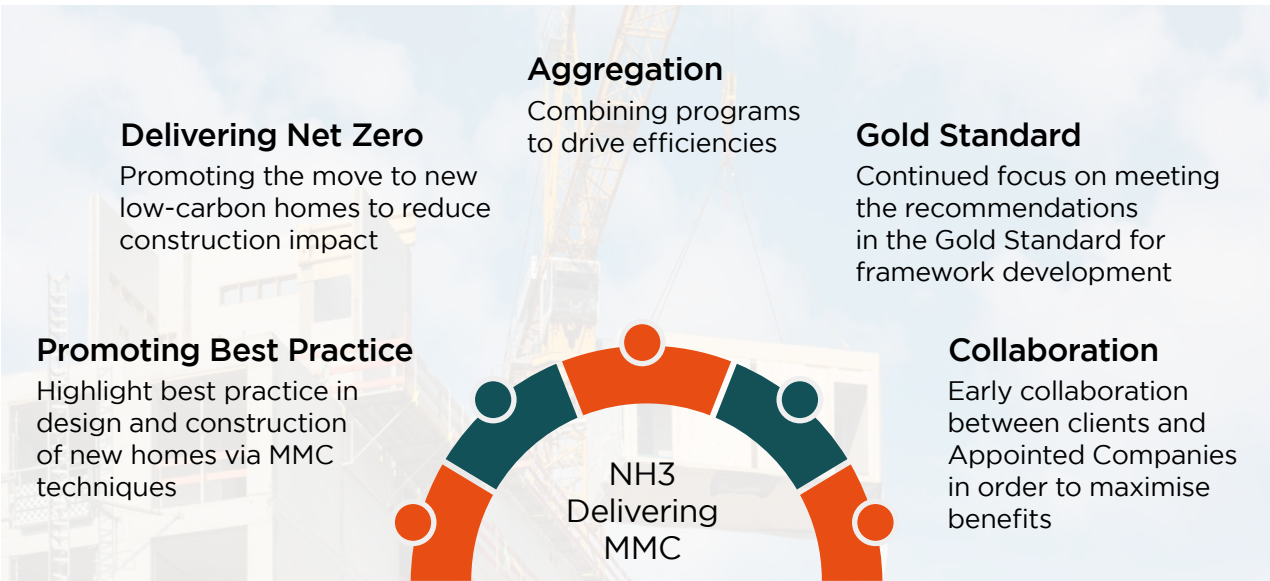 Aggregation
Combining programs
to drive efficiencies
Delivering Net Zero
Promoting the move to new
low-carbon homes to reduce
construction impact
Gold Standard
Continued focus on meeting
the recommendations
in the Gold Standard for
framework development
Promoting Best Practice
Highlight best practice in
design and construction
of new homes via MMC
techniques
Collaboration
Early collaboration
between clients and
Appointed Companies
in order to maximise
benefits
NH3
Delivering
MMC